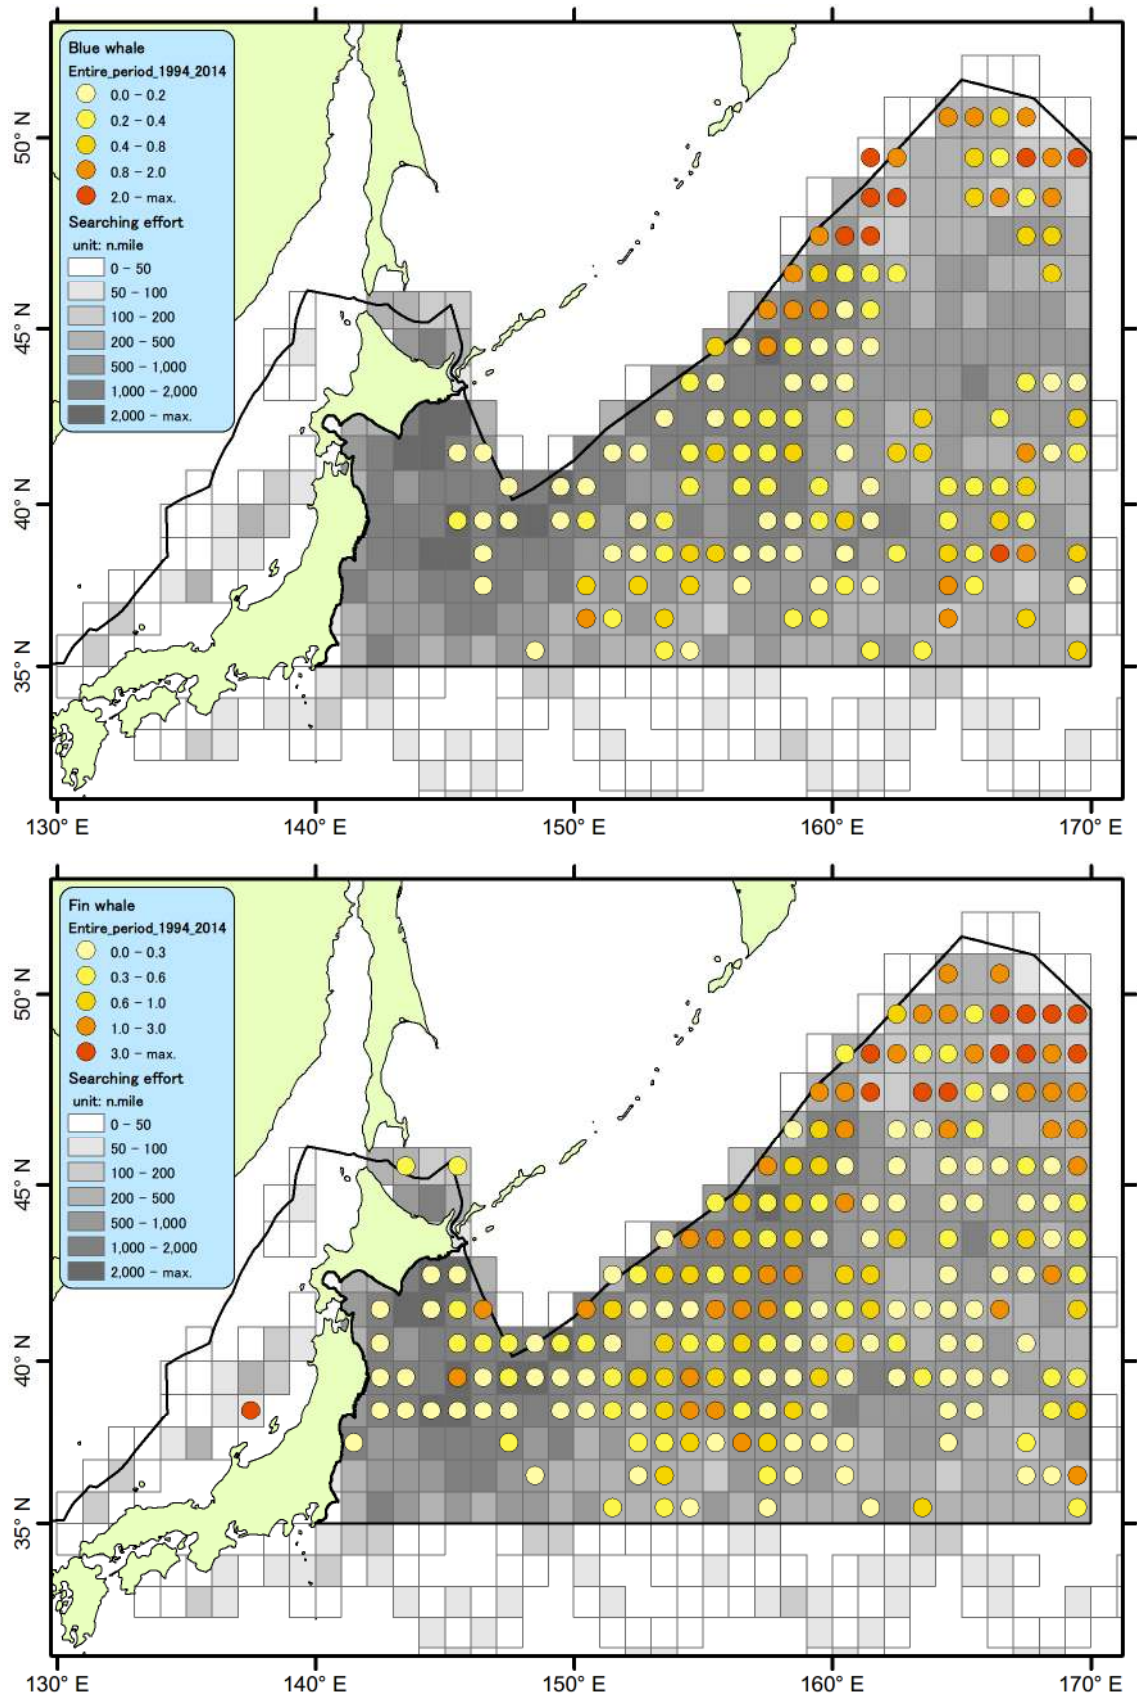 Blue whale
Entire_period_1994_2014
0.0 - 0.2
0.2 - 0.4
0.4 - 0.8
0.8 - 2.0
2.0 - max.
Searching effort
unit: n.mile
0 - 50
50 - 100
100 - 200
200 - 500
500 - 1,000
1,000 - 2,000
2,000 - max.
50° N
45° N
40° N
35° N
130° E
140° E
150° E
160° E
170° E
Fin whale
Entire_period_1994_2014
0.0 - 0.3
0.3 - 0.6
0.6 - 1.0
1.0 - 3.0
3.0 - max.
Searching effort
unit: n.mile
0 - 50
50 - 100
100 - 200
200 - 500
500 - 1,000
1,000 - 2,000
2,000 - max.
50° N
45° N
40° N
35° N
130° E
140° E
150° E
160° E
170° E